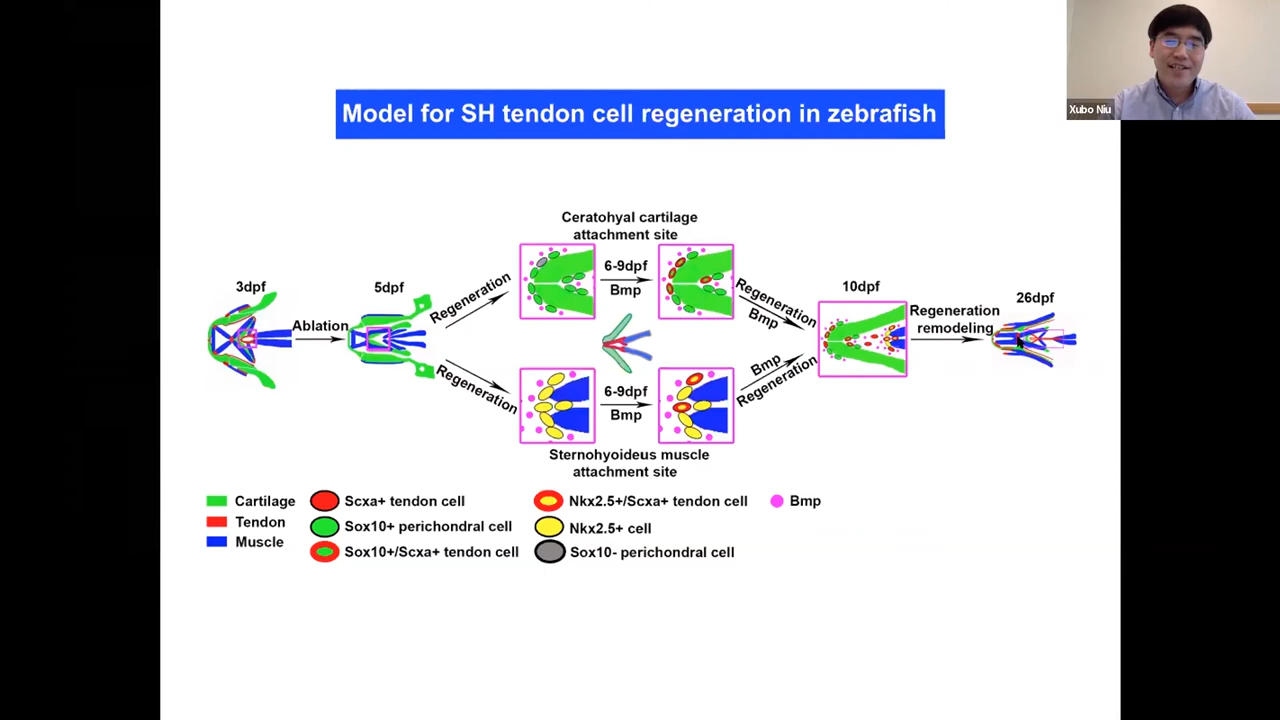 Xubo Niu
Model for SH tendon cell regeneration in zebrafish
Ceratohyal cartilage
attachment site
3dpf
5dpf
Ablation
Regeneration
6-9dpf
Bmp
Regeneration
Bmp
Regeneration
6-9dpf
Bmp
Bmp
Regeneration
10dpf
Regeneration
remodeling
26dpf
Sternohyoideus muscle
attachment site
Cartilage
Tendon
Muscle
Scxa+ tendon cell
Sox10+ perichondral cell
Sox10+/Scxa+ tendon cell
Nkx2.5+/Scxa+ tendon cell
Nkx2.5+ cell
Sox10- perichondral cell
Bmp